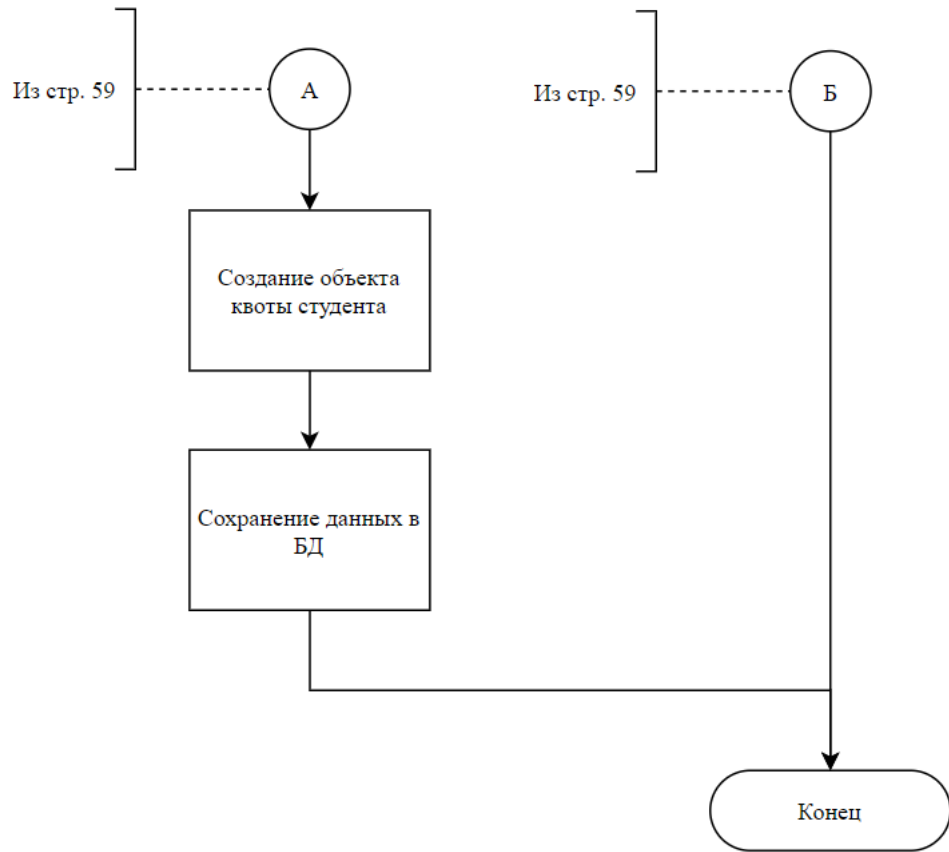 Из стр. 59
А
Из стр. 59
Б
Создание объекта
квоты студента
Сохранение данных в
БД
Конец